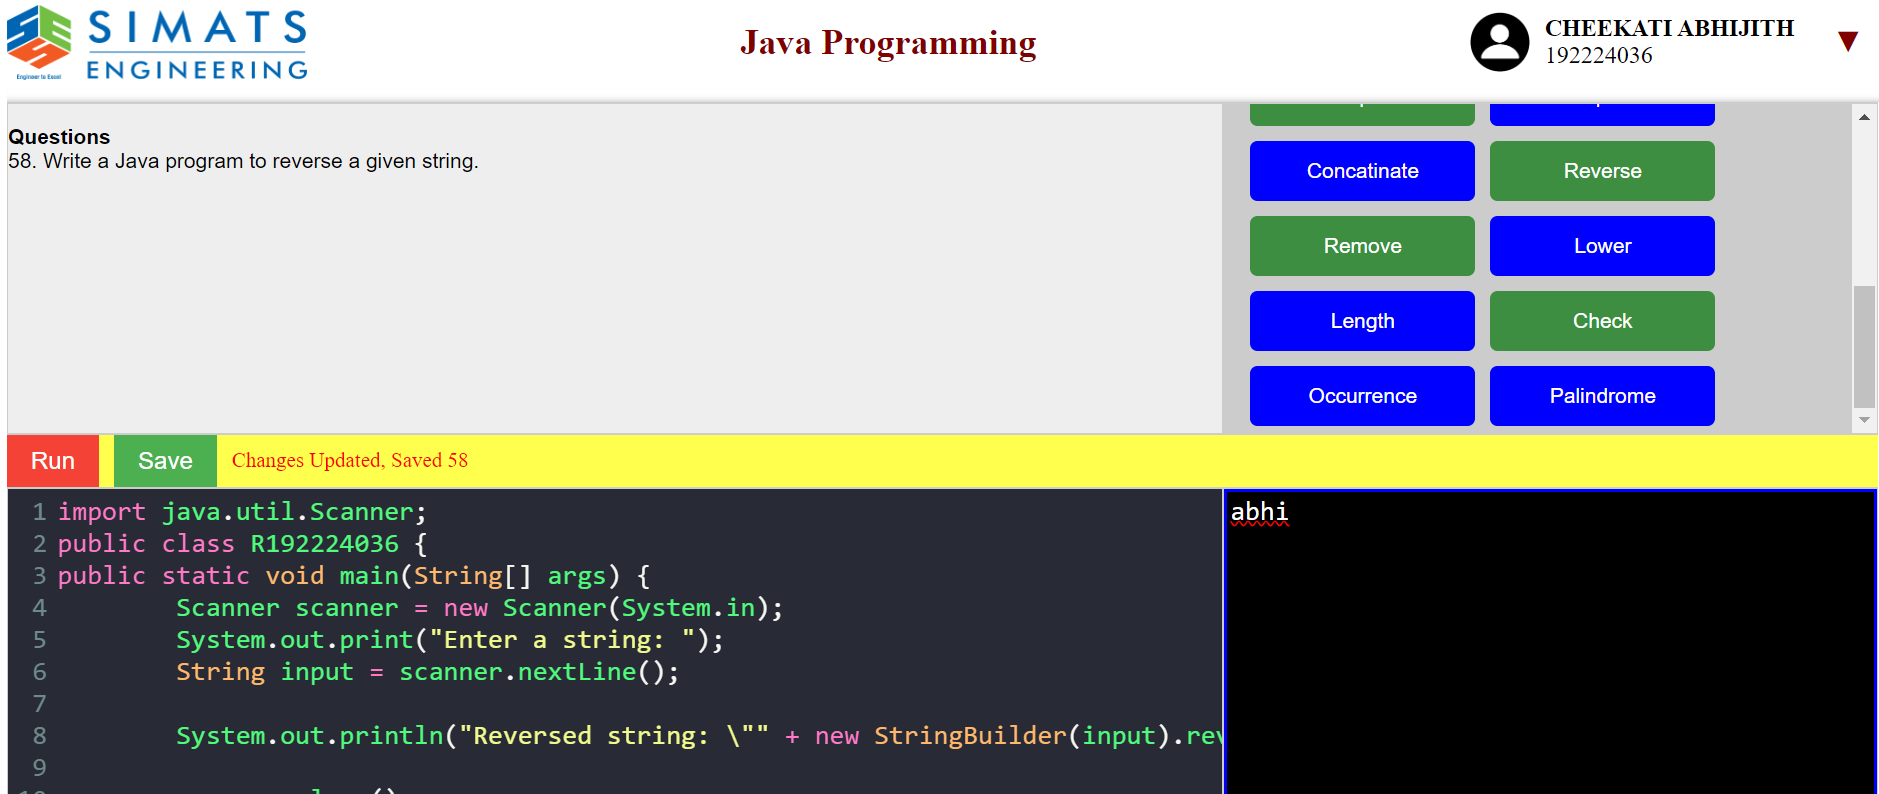 SIMATS
ENGINEERING
Engineer to Excel
Java Programming
CHEEKATI ABHIJITH
192224036
Questions
58. Write a Java program to reverse a given string.
Concatinate
Reverse
Remove
Lower
Length
Check
Occurrence
Palindrome
Run
Save
Changes Updated, Saved 58
1 import java.util.Scanner;
2 public class R192224036 {
3 public static void main(String[] args) {
4 Scanner scanner = new Scanner(System.in);
5 System.out.print("Enter a string: ");
6 String input = scanner.nextLine();
7
8 System.out.println("Reversed string: \"" + new StringBuilder(input).rev
9
abhi